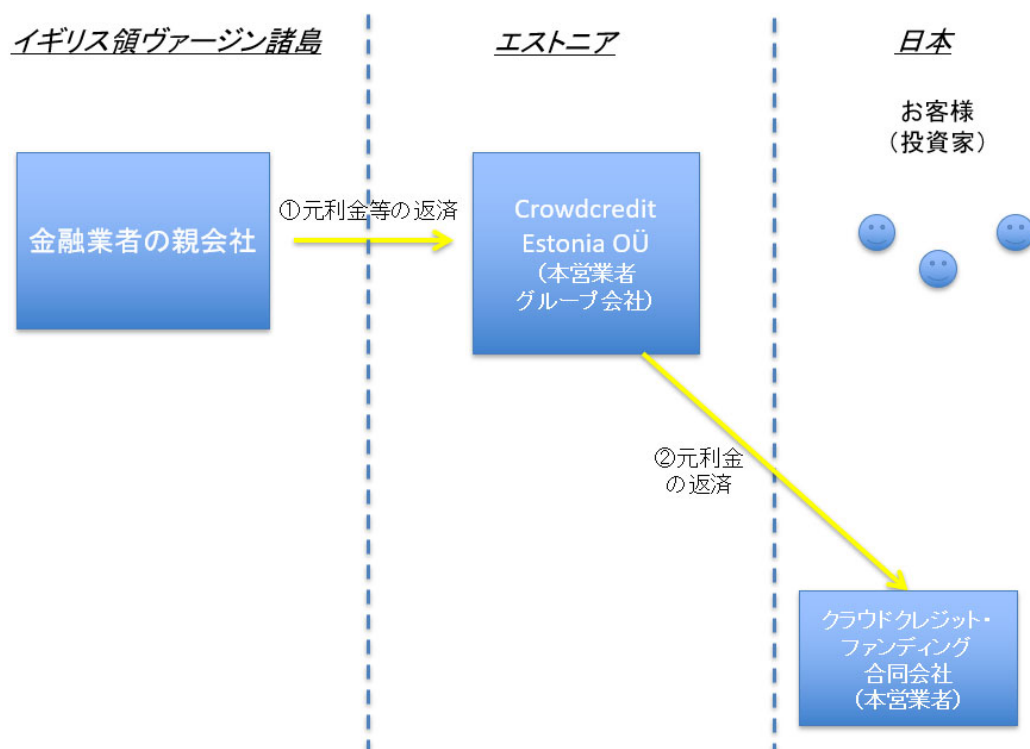 イギリス領ヴァージン諸島
エストニア
日本
お客様
（投資家）
金融業者の親会社
①元利金等の返済
Crowdcredit
Estonia OÜ
（本営業者
グループ会社）
②元利金
の返済
クラウドクレジット・
ファンディング
合同会社
（本営業者）